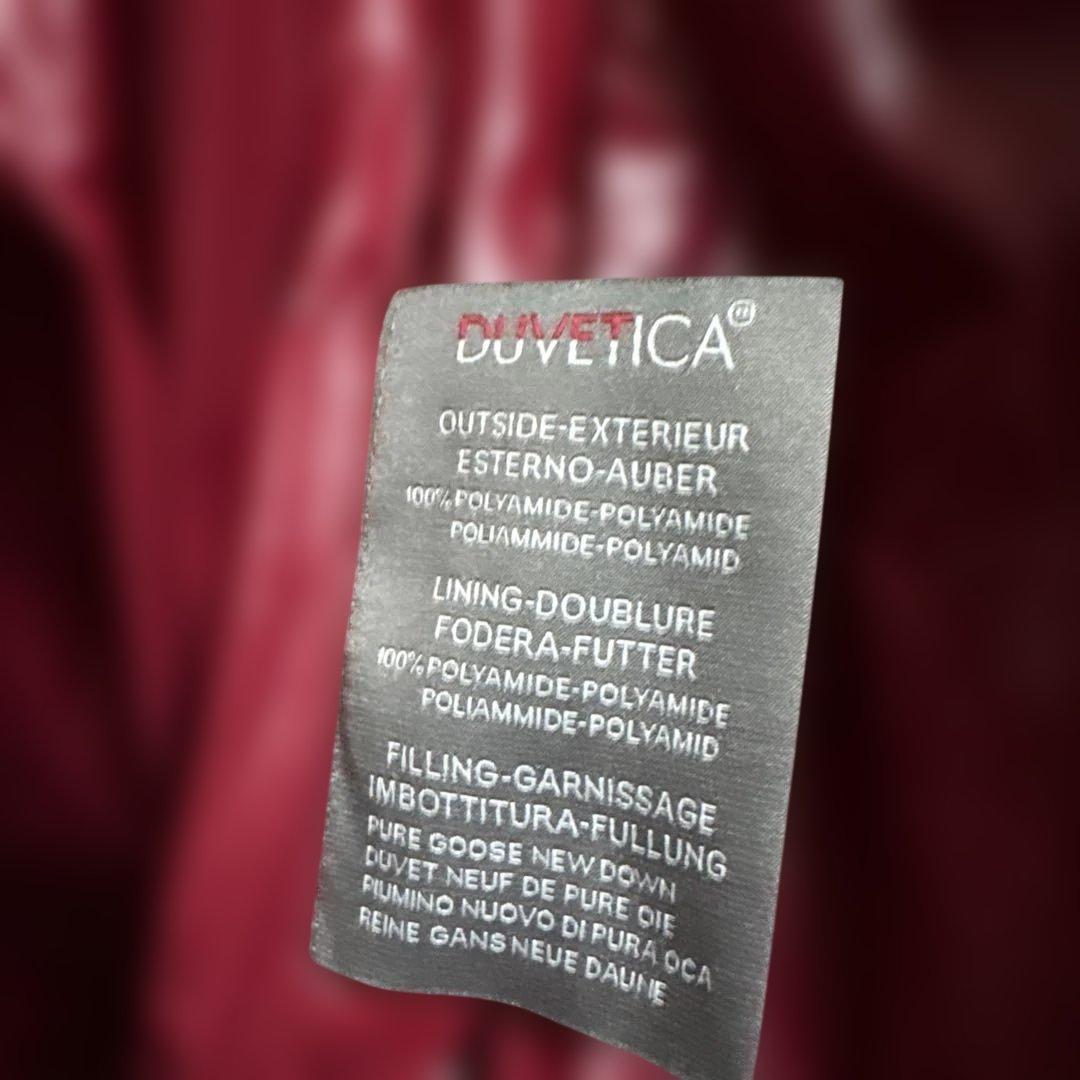 DUVETICA®
OUTSIDE-EXTERIEUR
ESTERNO-AUBER
100% POLYAMIDE-POLYAMIDE
POLIAMMIDE-POLYAMID
LINING-DOUBLURE
FODERA-FUTTER
100% POLYAMIDE-POLYAMIDE
POLIAMMIDE-POLYAMID
FILLING-GARNISSAGE
IMBOTTITURA-FULLUNG
PURE GOOSE NEW DOWN
DUVET NEUF DE PURE OIE
PIUMINO NUOVO DI PURA OCA
REINE GANS NEUE DAUNE